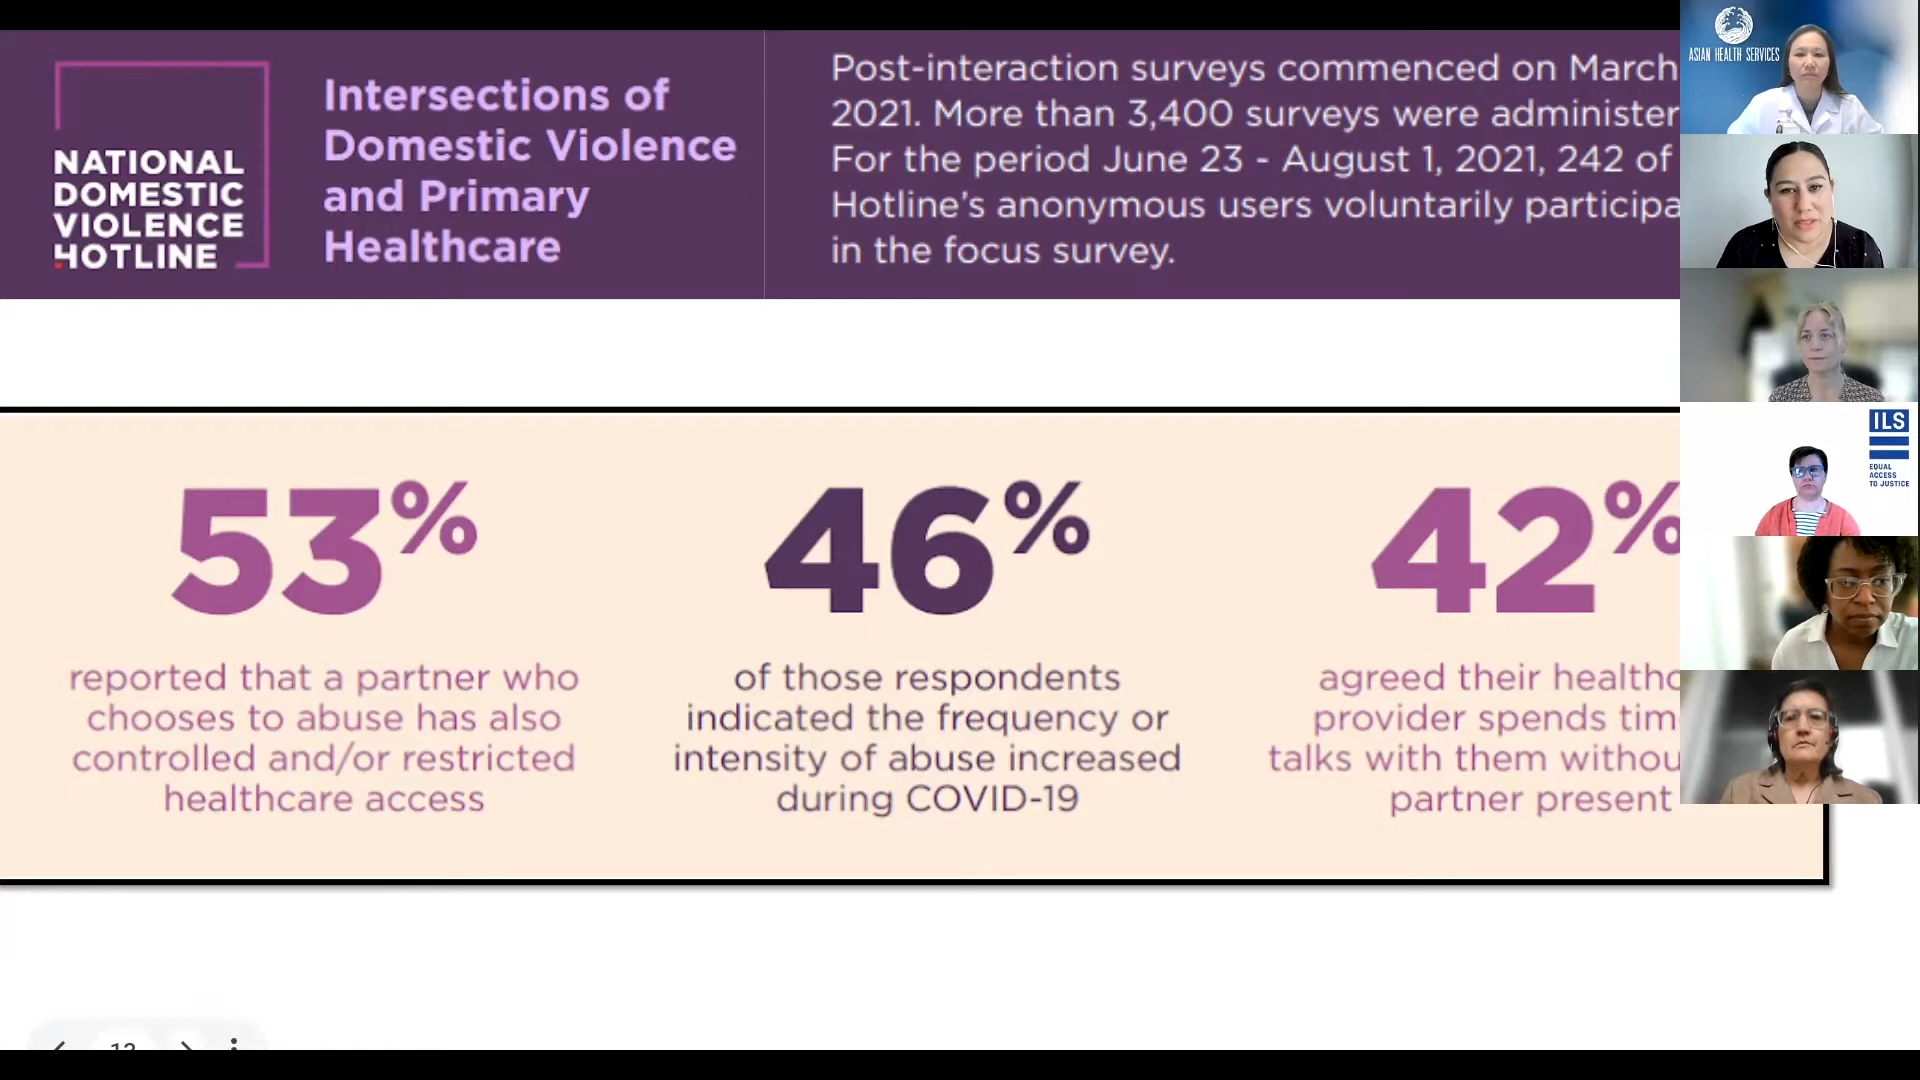 NATIONAL
DOMESTIC
VIOLENCE
HOTLINE
Intersections of
Domestic Violence
and Primary
Healthcare
Post-interaction surveys commenced on March
2021. More than 3,400 surveys were administer
For the period June 23 - August 1, 2021, 242 of
Hotline's anonymous users voluntarily participa
in the focus survey.
53%
reported that a partner who
chooses to abuse has also
controlled and/or restricted
healthcare access
46%
of those respondents
indicated the frequency or
intensity of abuse increased
during COVID-19
42%
agreed their healthc
provider spends tim
talks with them withou
partner present
ASIAN HEALTH SERVICES
ILS
EQUAL
ACCESS
TO JUSTICE